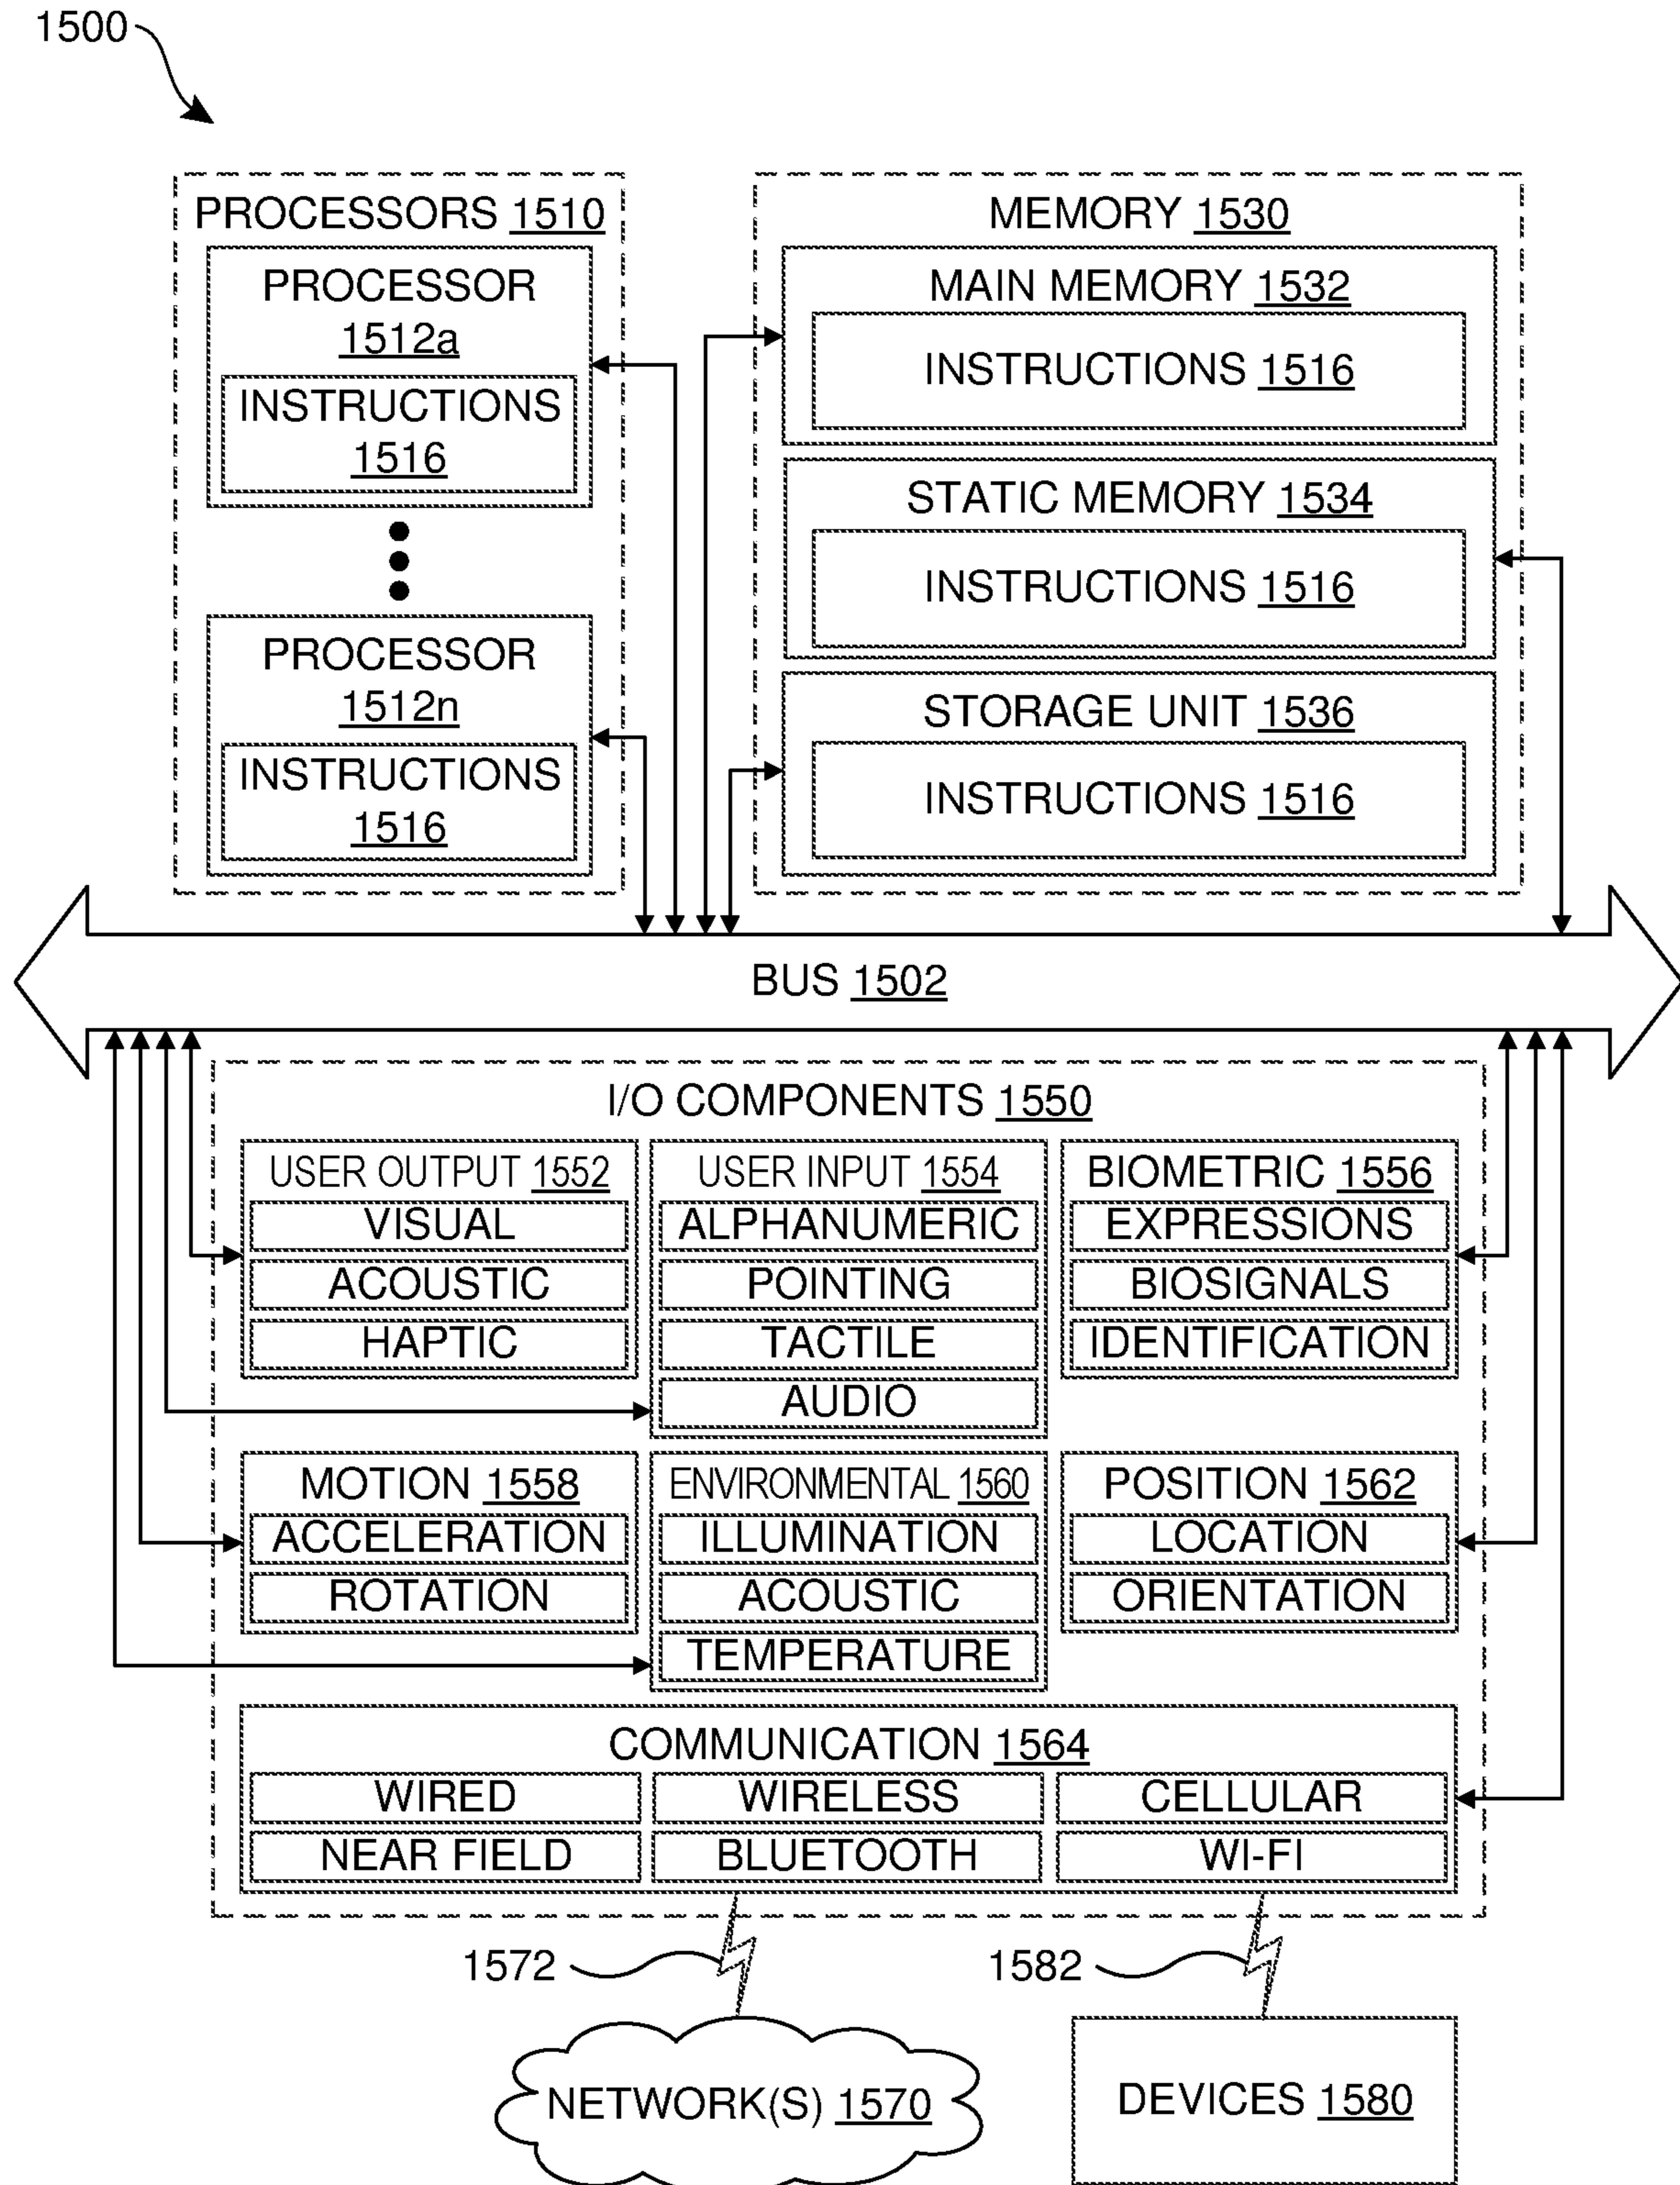 1500
PROCESSORS 1510
PROCESSOR
1512a
INSTRUCTIONS
1516
PROCESSOR
1512n
INSTRUCTIONS
1516
MEMORY 1530
MAIN MEMORY 1532
INSTRUCTIONS 1516
STATIC MEMORY 1534
INSTRUCTIONS 1516
STORAGE UNIT 1536
INSTRUCTIONS 1516
BUS 1502
I/O COMPONENTS 1550
USER OUTPUT 1552
VISUAL
ACOUSTIC
HAPTIC
USER INPUT 1554
ALPHANUMERIC
POINTING
TACTILE
AUDIO
BIOMETRIC 1556
EXPRESSIONS
BIOSIGNALS
IDENTIFICATION
MOTION 1558
ACCELERATION
ROTATION
ENVIRONMENTAL 1560
ILLUMINATION
ACOUSTIC
TEMPERATURE
POSITION 1562
LOCATION
ORIENTATION
COMMUNICATION 1564
WIRED
WIRELESS
CELLULAR
NEAR FIELD
BLUETOOTH
WI-FI
1572
1582
NETWORK(S) 1570
DEVICES 1580